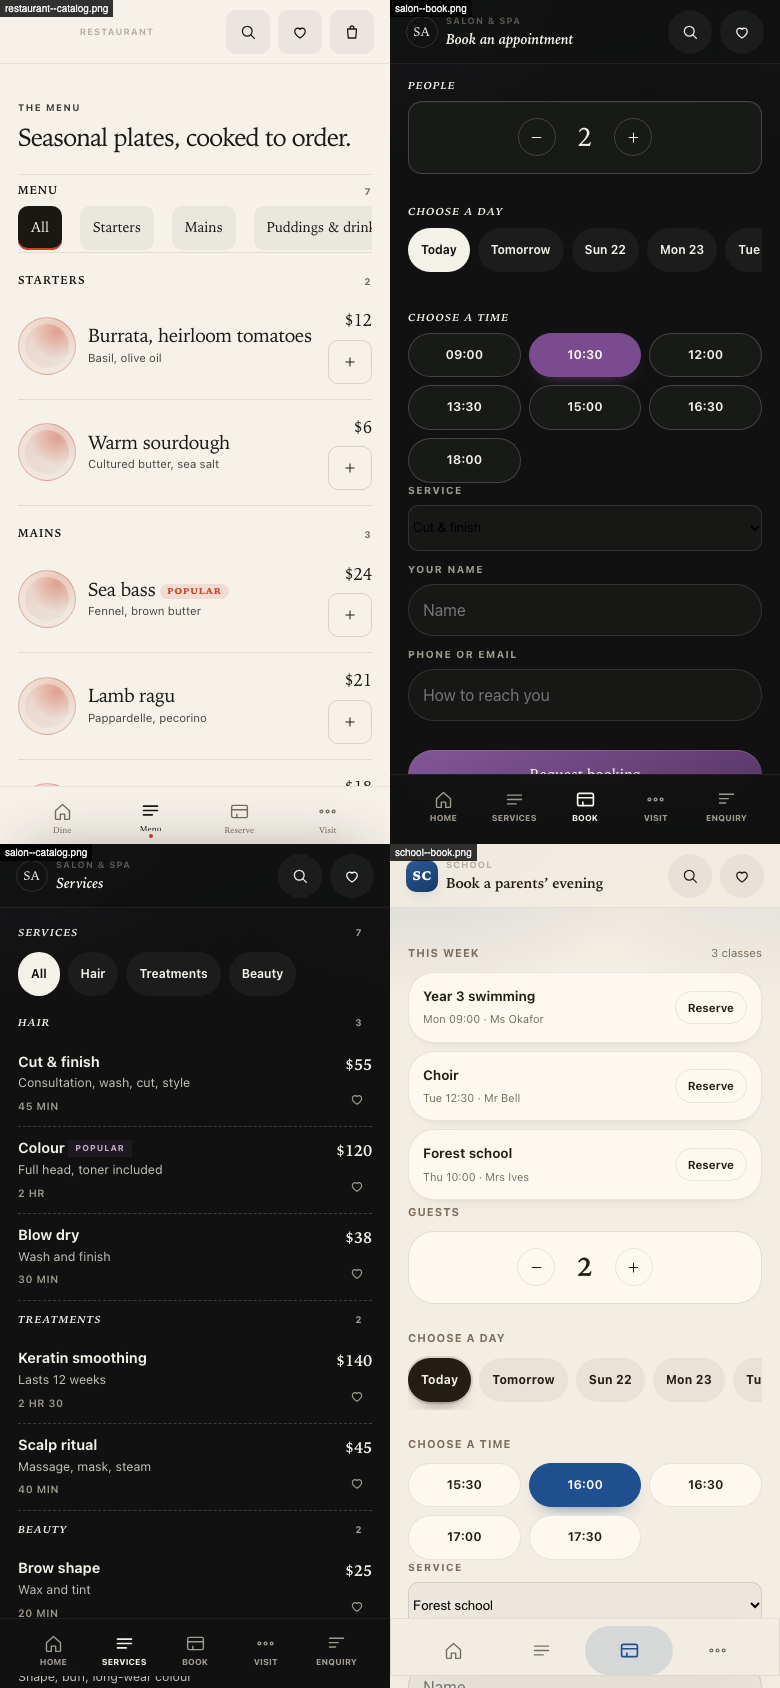 restaurant--catalog.png
RESTAURANT
THE MENU
Seasonal plates, cooked to order.
MENU 7
All Starters Mains Puddings & drink
STARTERS 2
$12
Burrata, heirloom tomatoes
Basil, olive oil
+
$6
Warm sourdough
Cultured butter, sea salt
+
MAINS 3
$24
Sea bass POPULAR
Fennel, brown butter
+
$21
Lamb ragu
Pappardelle, pecorino
+
$18
Dine Menu Reserve Visit
salon--book.png
SA
SALON & SPA
Book an appointment
PEOPLE
− 2 +
CHOOSE A DAY
Today Tomorrow Sun 22 Mon 23 Tue
CHOOSE A TIME
09:00 10:30 12:00
13:30 15:00 16:30
18:00
SERVICE
Cut & finish
YOUR NAME
Name
PHONE OR EMAIL
How to reach you
Request booking
HOME SERVICES BOOK VISIT ENQUIRY
salon--catalog.png
SA
SALON & SPA
Services
SERVICES 7
All Hair Treatments Beauty
HAIR 3
Cut & finish $55
Consultation, wash, cut, style
45 MIN
Colour POPULAR $120
Full head, toner included
2 HR
Blow dry $38
Wash and finish
30 MIN
TREATMENTS 2
Keratin smoothing $140
Lasts 12 weeks
2 HR 30
Scalp ritual $45
Massage, mask, steam
40 MIN
BEAUTY 2
Brow shape $25
Wax and tint
20 MIN
HOME SERVICES BOOK VISIT ENQUIRY
Shape, buff, long-wear colour
school--book.png
SC
SCHOOL
Book a parents’ evening
THIS WEEK 3 classes
Year 3 swimming
Mon 09:00 · Ms Okafor
Reserve
Choir
Tue 12:30 · Mr Bell
Reserve
Forest school
Thu 10:00 · Mrs Ives
Reserve
GUESTS
− 2 +
CHOOSE A DAY
Today Tomorrow Sun 22 Mon 23 Tu
CHOOSE A TIME
15:30 16:00 16:30
17:00 17:30
SERVICE
Forest school
Name